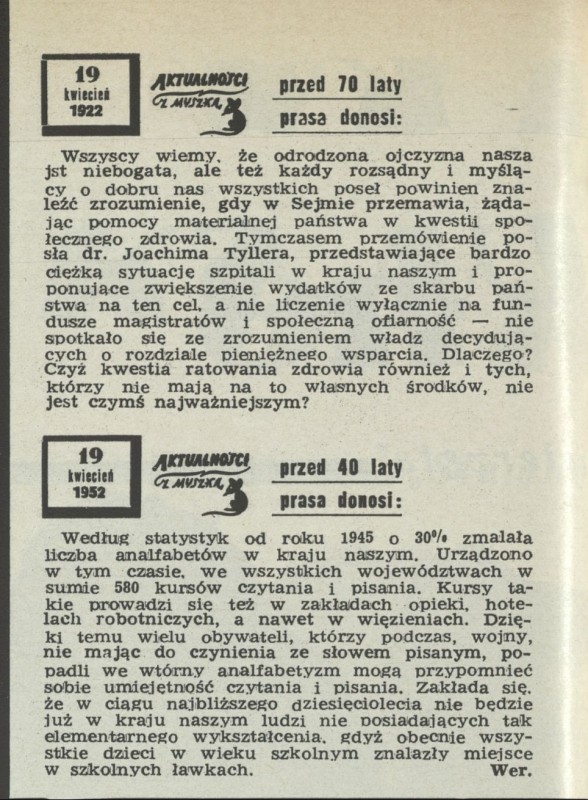 19
kwiecień
1922
AKTUALNOŚCI
Z MYSZKĄ
przed 70 laty
prasa donosi:
Wszyscy wiemy, że odrodzona ojczyzna nasza
jst niebogata, ale też każdy rozsądny i myślą-
cy o dobru nas wszystkich poseł powinien zna-
leźć zrozumienie, gdy w Sejmie przemawia, żąda-
jąc pomocy materialnej państwa w kwestii spo-
łecznego zdrowia. Tymczasem przemówienie po-
sła dr. Joachima Tyllera, przedstawiające bardzo
ciężką sytuację szpitali w kraju naszym i pro-
ponujące zwiększenie wydatków ze skarbu pań-
stwa na ten cel, a nie liczenie wyłącznie na fun-
dusze magistratów i społeczną ofiarność — nie
spotkało się ze zrozumieniem władz decydują-
cych o rozdziale pieniężnego wsparcia. Dlaczego?
Czyż kwestia ratowania zdrowia również i tych,
którzy nie mają na to własnych środków, nie
jest czymś najważniejszym?
19
kwiecień
1952
AKTUALNOŚCI
Z MYSZKĄ
przed 40 laty
prasa donosi:
Według statystyk od roku 1945 o 30% zmalała
liczba analfabetów w kraju naszym. Urządzono
w tym czasie, we wszystkich województwach w
sumie 580 kursów czytania i pisania. Kursy ta-
kie prowadzi się też w zakładach opieki, hote-
lach robotniczych, a nawet w więzieniach. Dzię-
ki temu wielu obywateli, którzy podczas, wojny,
nie mając do czynienia ze słowem pisanym, po-
padli we wtórny analfabetyzm mogą przypomnieć
sobie umiejętność czytania i pisania. Zakłada się,
że w ciągu najbliższego dziesięciolecia nie będzie
już w kraju naszym ludzi nie posiadających tak
elementarnego wykształcenia, gdyż obecnie wszy-
stkie dzieci w wieku szkolnym znalazły miejsce
w szkolnych ławkach. Wer.